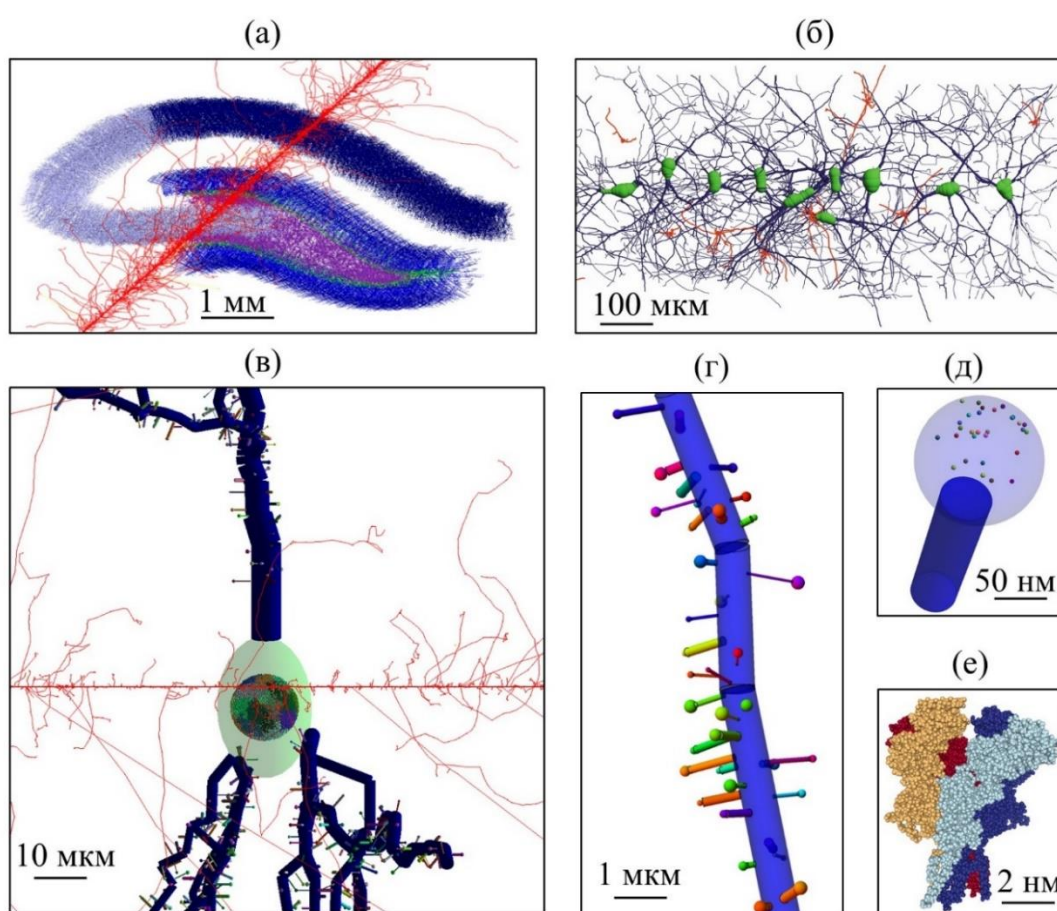 (а)
(б)
1 мм
100 мкм
(в)
(г)
(д)
50 нм
(е)
10 мкм
1 мкм
2 нм